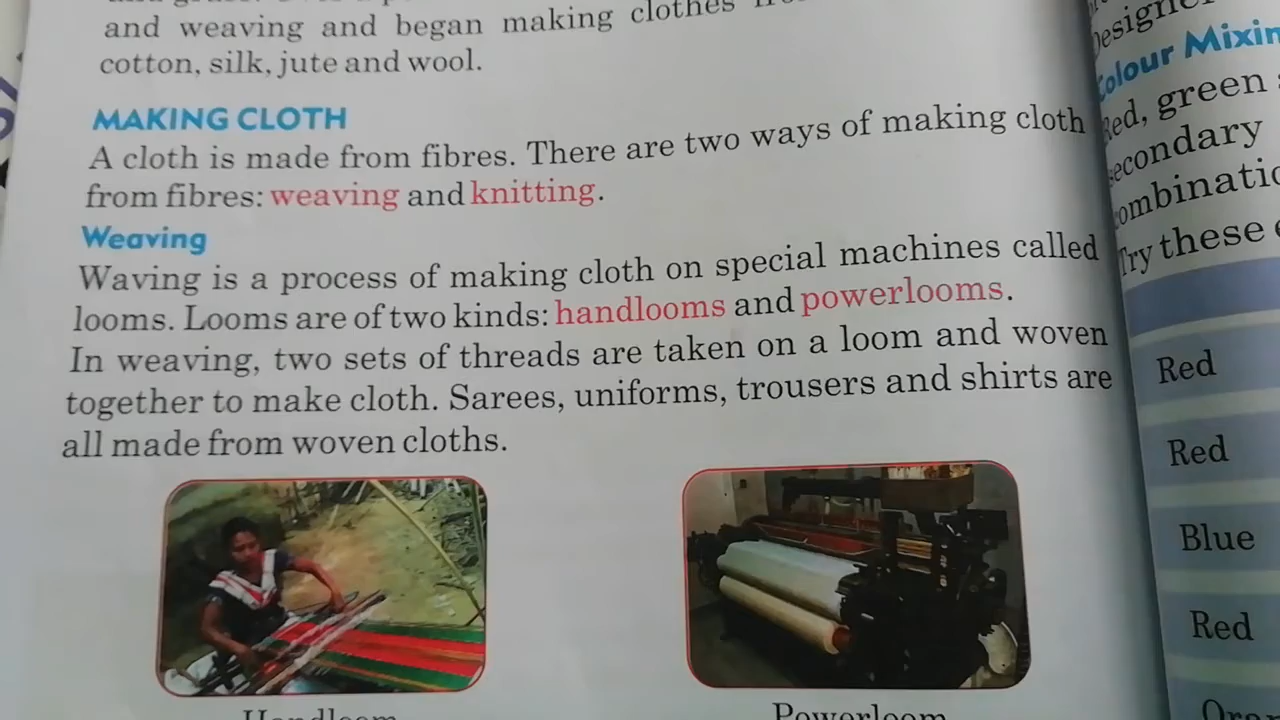 and weaving and began making clothes
cotton, silk, jute and wool.
MAKING CLOTH
A cloth is made from fibres. There are two ways of making cloth
from fibres: weaving and knitting.
Weaving
Waving is a process of making cloth on special machines called
looms. Looms are of two kinds: handlooms and powerlooms.
In weaving, two sets of threads are taken on a loom and woven
together to make cloth. Sarees, uniforms, trousers and shirts are
all made from woven cloths.
Handloom
Powerloom
Colour Mixin
Red, green
secondary
ombinatio
Try these
Red
Red
Blue
Red